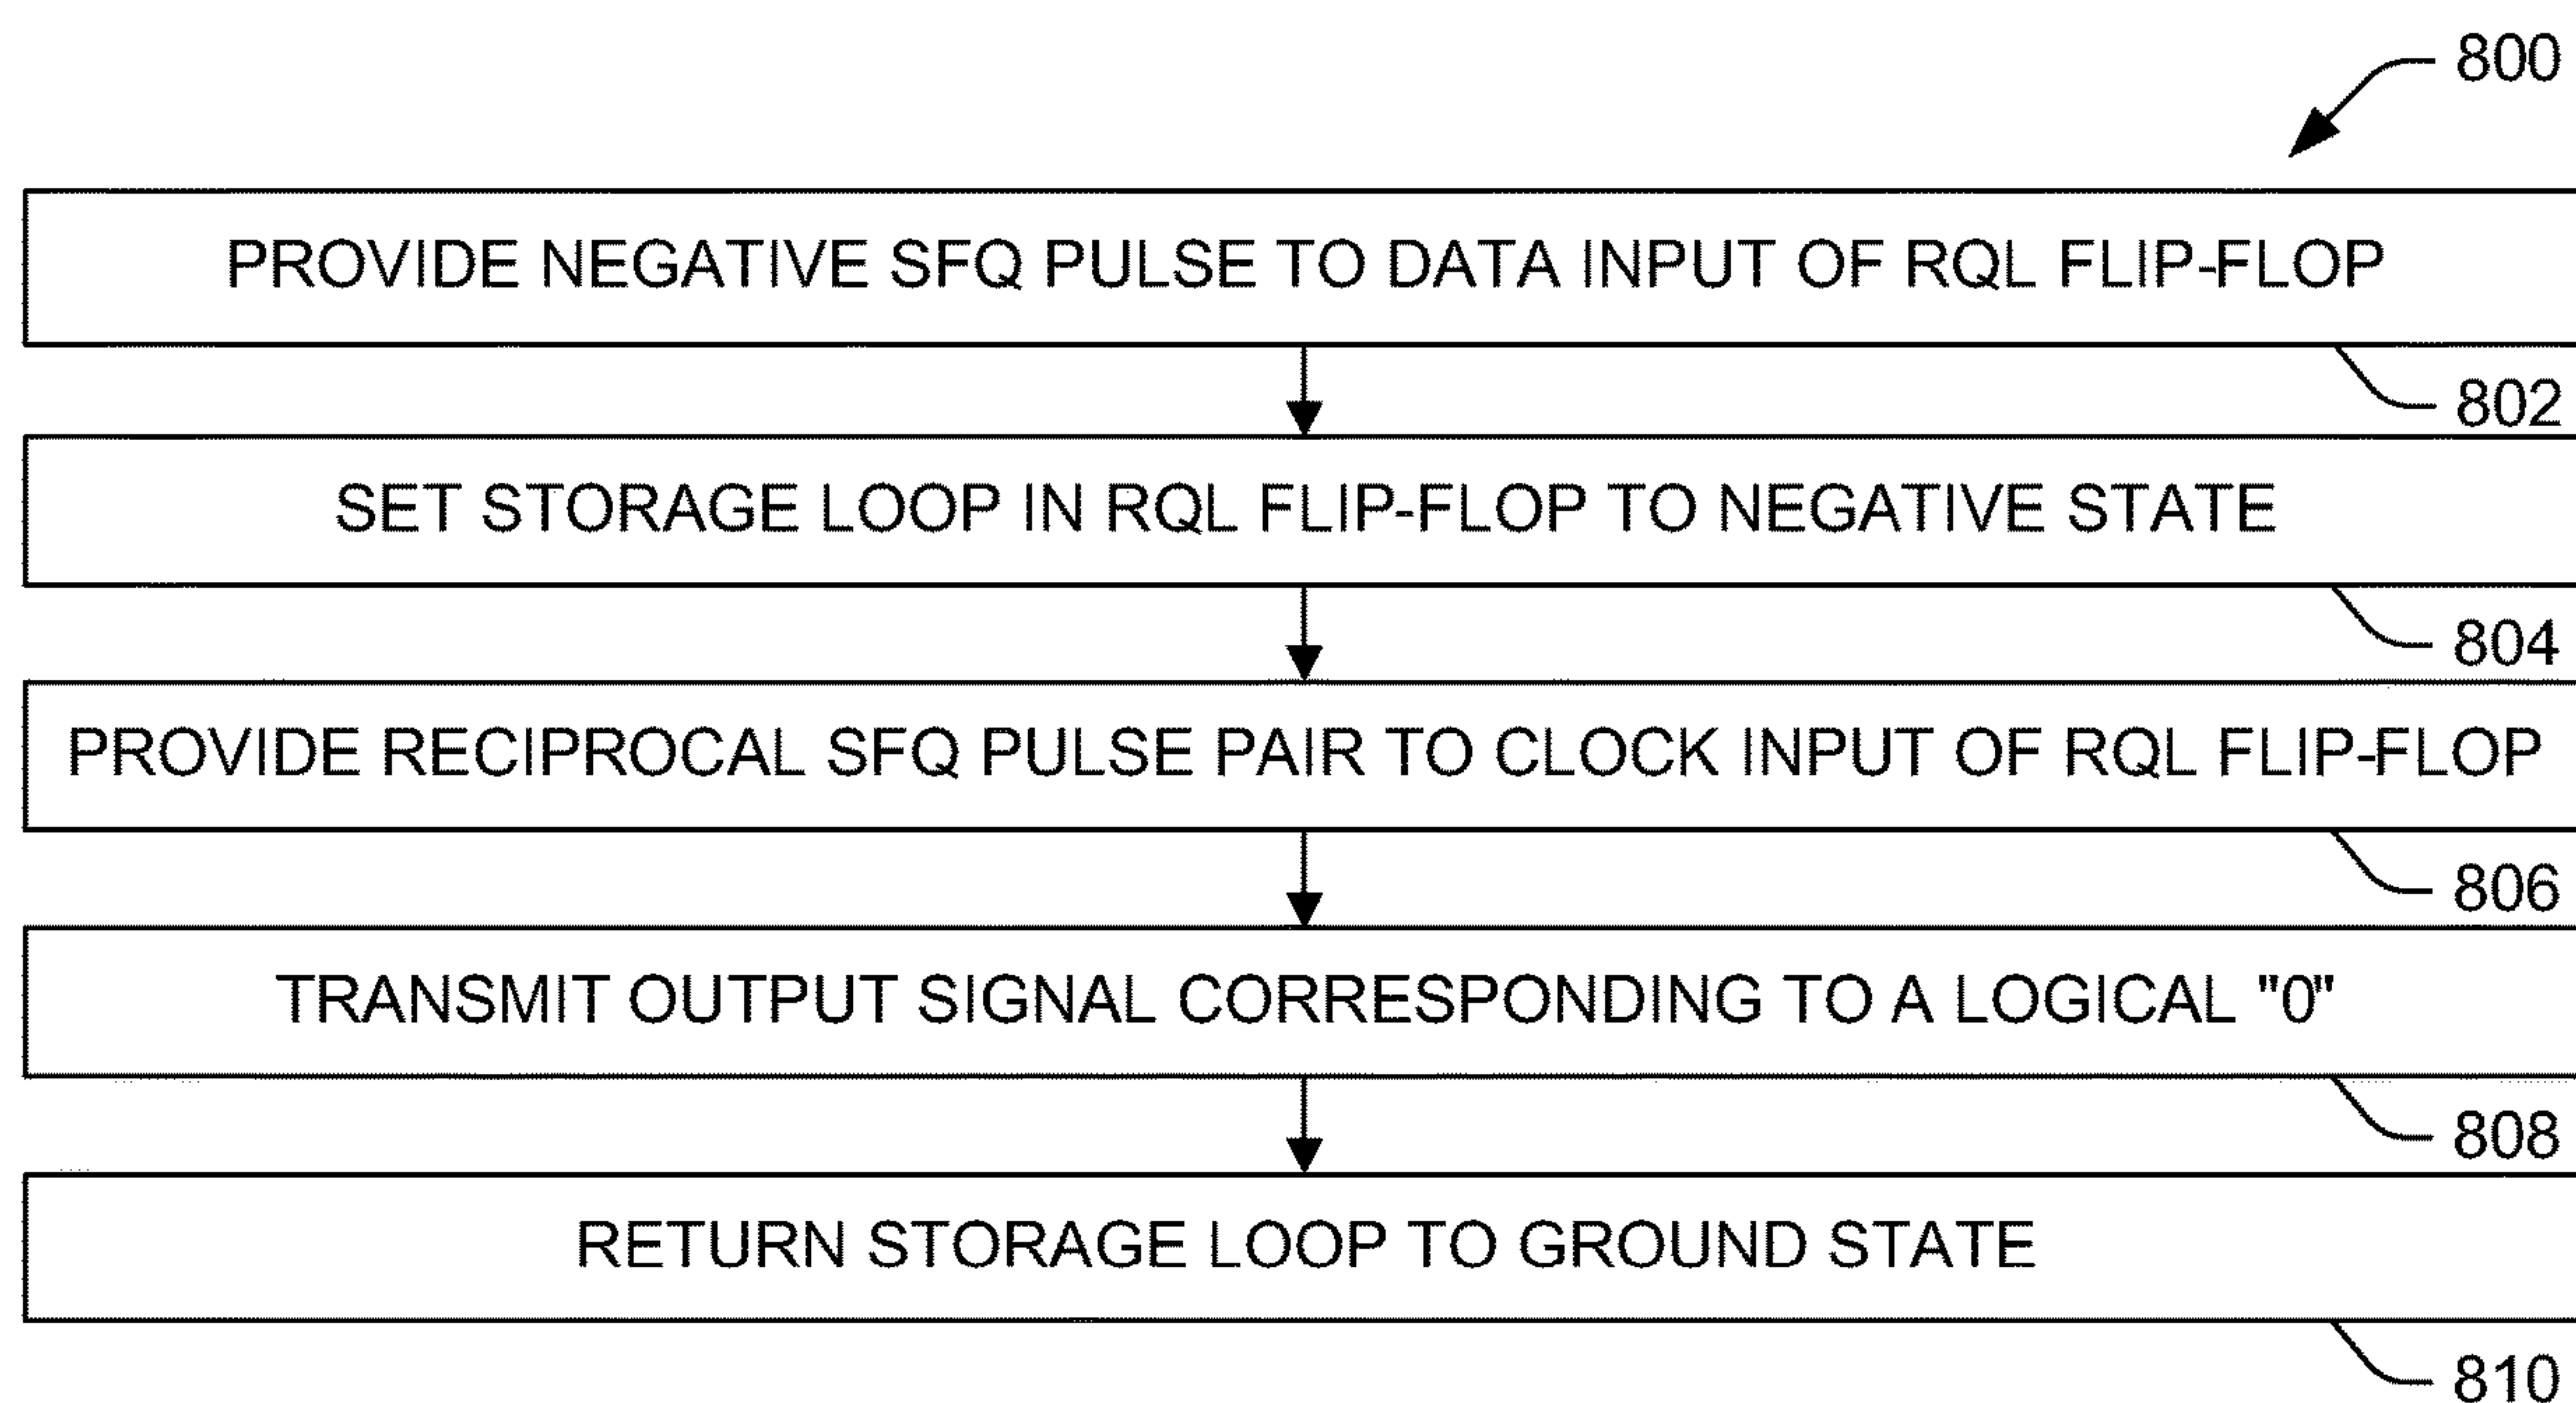 800
PROVIDE NEGATIVE SFQ PULSE TO DATA INPUT OF RQL FLIP-FLOP
802
SET STORAGE LOOP IN RQL FLIP-FLOP TO NEGATIVE STATE
804
PROVIDE RECIPROCAL SFQ PULSE PAIR TO CLOCK INPUT OF RQL FLIP-FLOP
806
TRANSMIT OUTPUT SIGNAL CORRESPONDING TO A LOGICAL "0"
808
RETURN STORAGE LOOP TO GROUND STATE
810